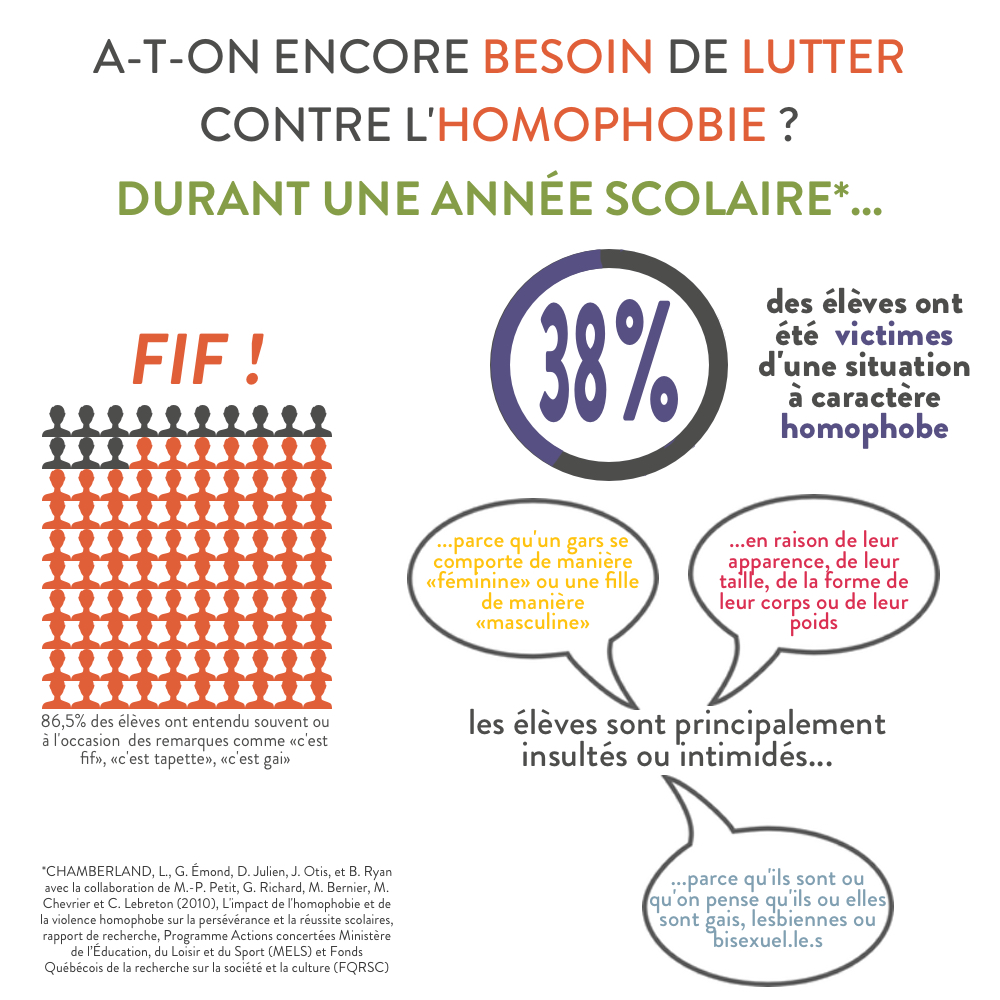 A-T-ON ENCORE BESOIN DE LUTTER
CONTRE L'HOMOPHOBIE ?
DURANT UNE ANNÉE SCOLAIRE*...
FIF !
86,5% des élèves ont entendu souvent ou
à l'occasion des remarques comme «c'est
fif», «c'est tapette», «c'est gai»
38%
des élèves ont
été victimes
d'une situation
à caractère
homophobe
...parce qu'un gars se
comporte de manière
«féminine» ou une fille
de manière
«masculine»
...en raison de leur
apparence, de leur
taille, de la forme de
leur corps ou de leur
poids
les élèves sont principalement
insultés ou intimidés...
...parce qu'ils sont ou
qu'on pense qu'ils ou elles
sont gais, lesbiennes ou
bisexuel.le.s
*CHAMBERLAND, L., G. Émond, D. Julien, J. Otis, et B. Ryan
avec la collaboration de M.-P. Petit, G. Richard, M. Bernier, M.
Chevrier et C. Lebreton (2010), L'impact de l'homophobie et de
la violence homophobe sur la persévérance et la réussite scolaires,
rapport de recherche, Programme Actions concertées Ministère
de l'Éducation, du Loisir et du Sport (MELS) et Fonds
Québécois de la recherche sur la société et la culture (FQRSC)